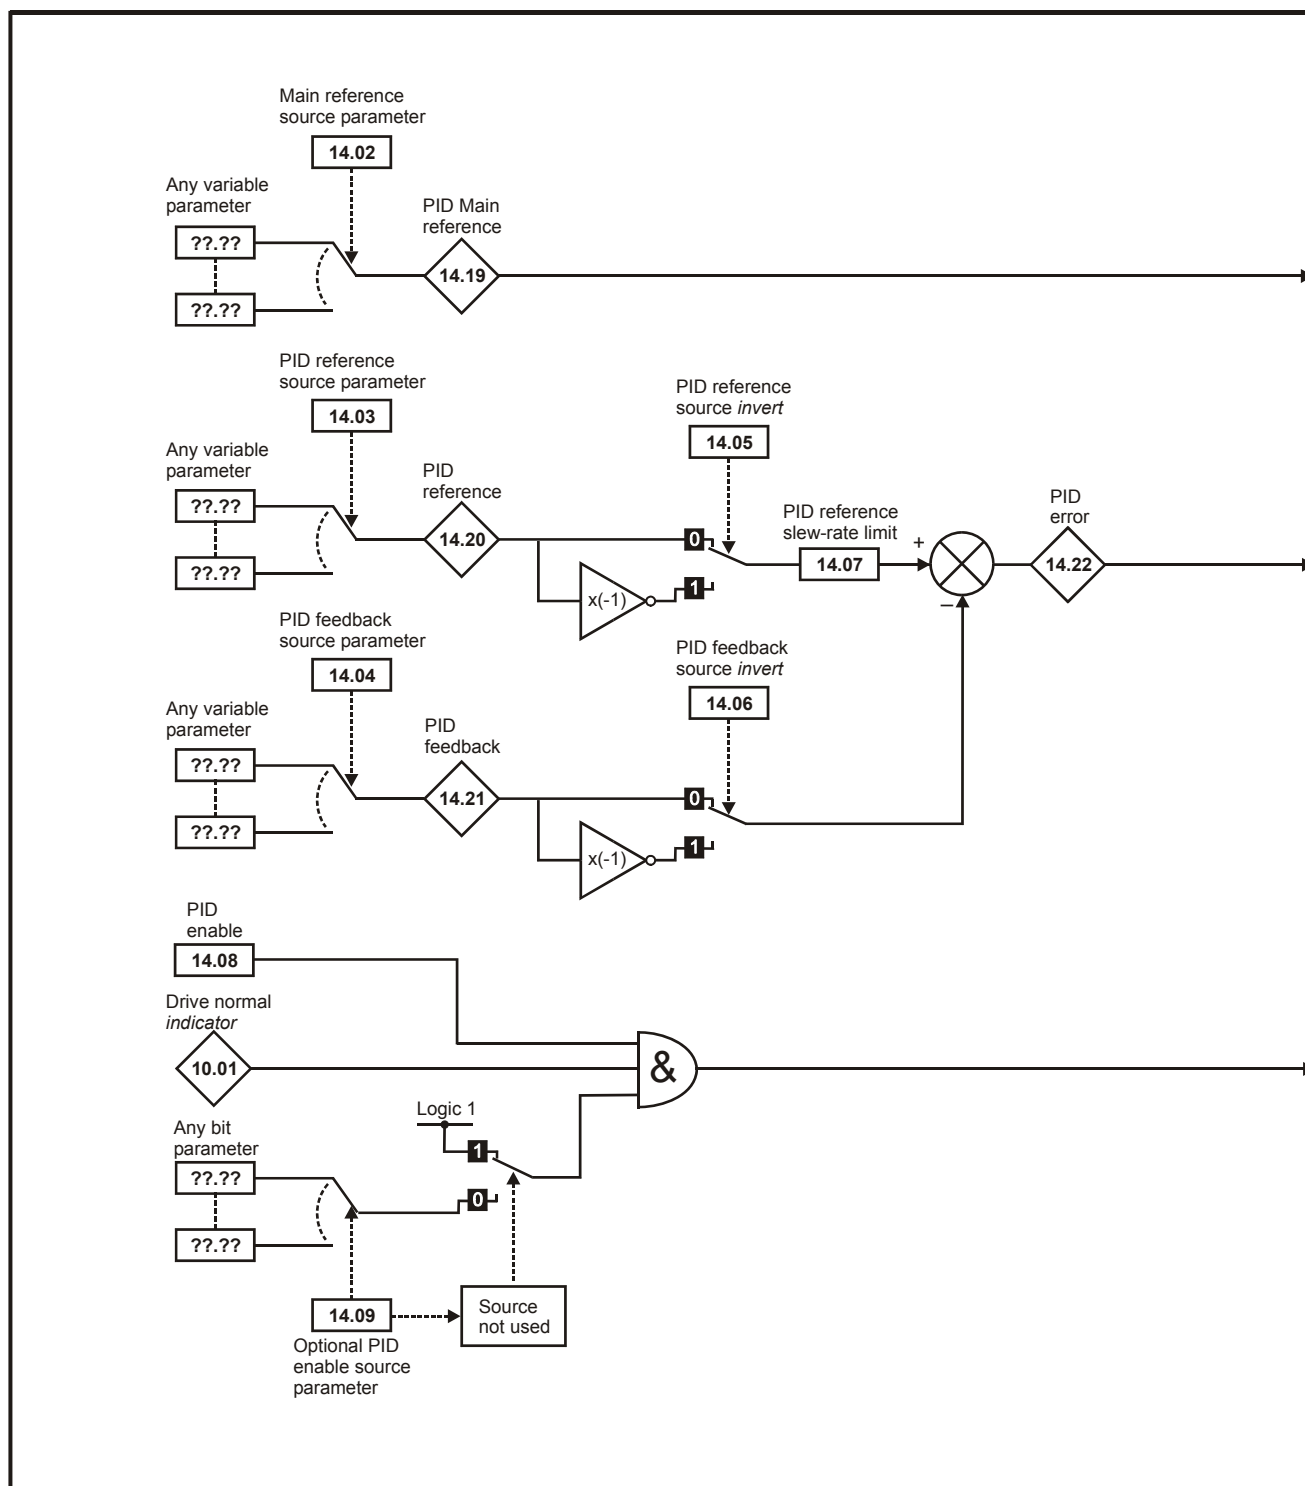 Main reference
source parameter
14.02
Any variable
parameter
??.??
??.??
PID Main
reference
14.19
PID reference
source parameter
14.03
Any variable
parameter
??.??
??.??
PID
reference
14.20
x(-1)
0
1
PID reference
source invert
14.05
PID reference
slew-rate limit
14.07
+
–
PID
error
14.22
PID feedback
source parameter
14.04
Any variable
parameter
??.??
??.??
PID
feedback
14.21
x(-1)
0
1
PID feedback
source invert
14.06
PID
enable
14.08
Drive normal
indicator
10.01
&
Logic 1
1
0
Any bit
parameter
??.??
??.??
14.09
Optional PID
enable source
parameter
Source
not used